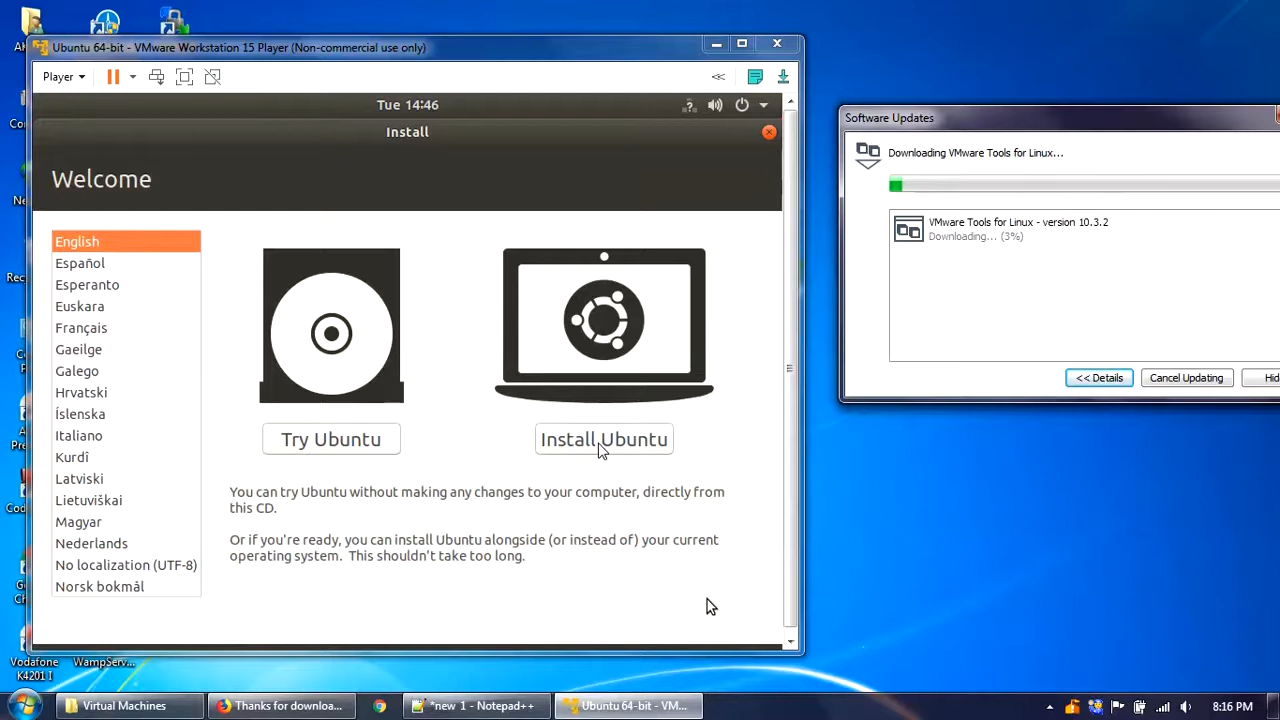 Ubuntu 64-bit - VMware Workstation 15 Player (Non-commercial use only)
Player
<<
Tue 14:46
Install
Welcome
English
Español
Esperanto
Euskara
Français
Gaeilge
Galego
Hrvatski
Íslenska
Italiano
Kurdî
Latviski
Lietuviškai
Magyar
Nederlands
No localization (UTF-8)
Norsk bokmål
Try Ubuntu
Install Ubuntu
You can try Ubuntu without making any changes to your computer, directly from
this CD.
Or if you're ready, you can install Ubuntu alongside (or instead of) your current
operating system. This shouldn't take too long.
Software Updates
Downloading VMware Tools for Linux...
VMware Tools for Linux - version 10.3.2
Downloading... (3%)
<< Details
Cancel Updating
Vodafone
K4201 I
WampServ...
Virtual Machines
Thanks for downloa...
*new 1 - Notepad++
Ubuntu 64-bit - VM...
8:16 PM